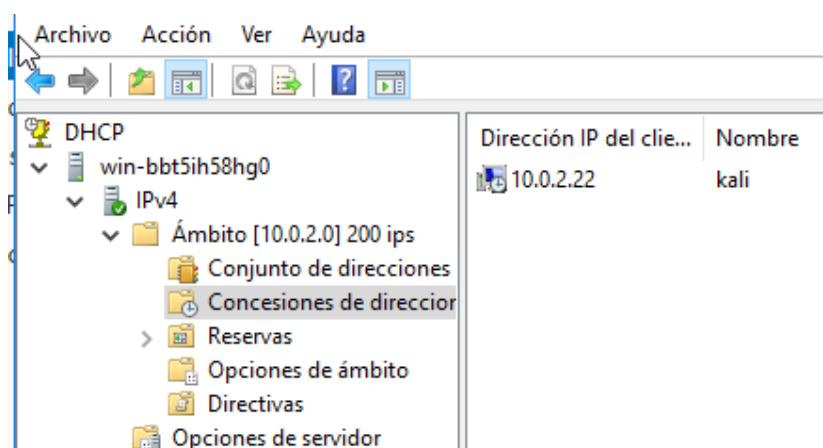 Archivo Acción Ver Ayuda
DHCP
win-bbt5ih58hg0
IPv4
Ámbito [10.0.2.0] 200 ips
Conjunto de direcciones
Concesiones de direccior
Reservas
Opciones de ámbito
Directivas
Opciones de servidor
Dirección IP del clie... Nombre
10.0.2.22 kali